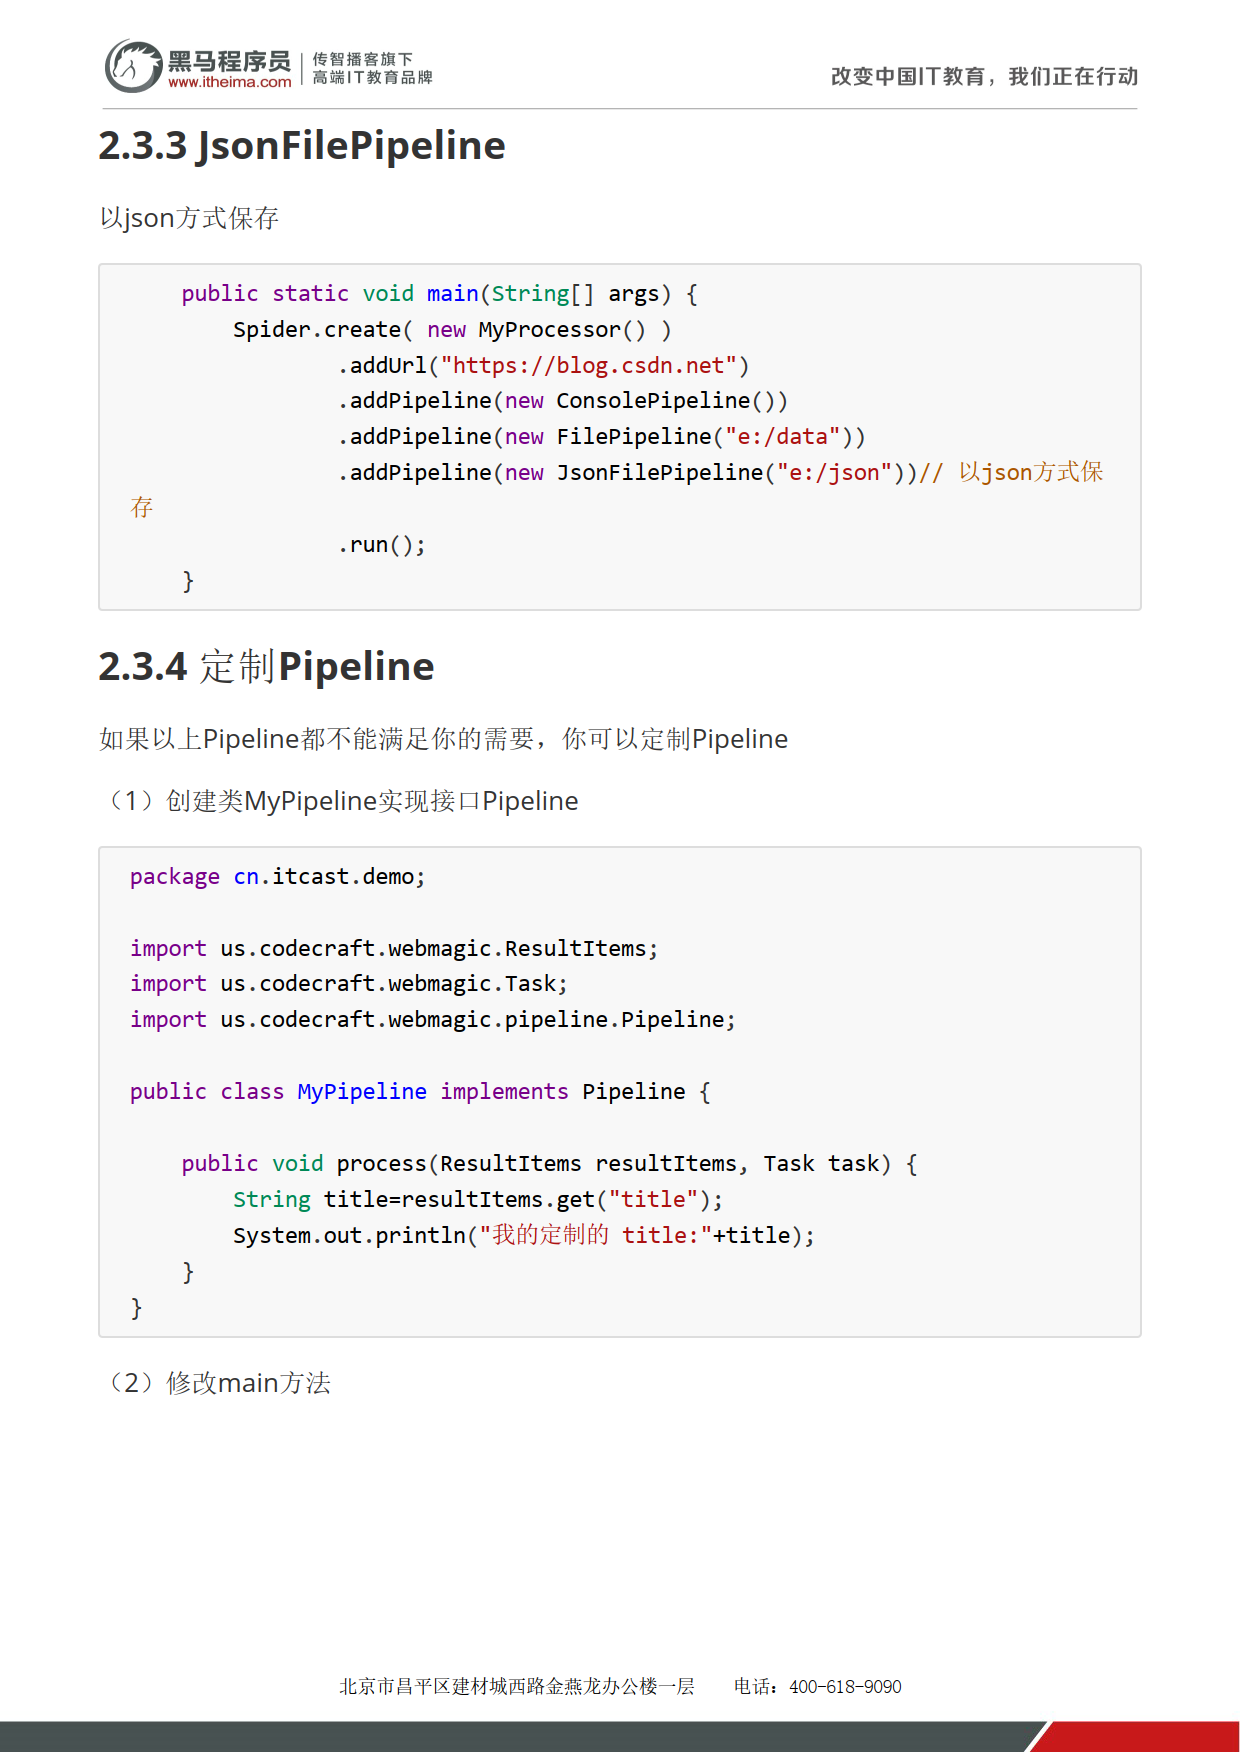 黑马程序员
www.itheima.com
传智播客旗下
高端IT教育品牌
改变中国IT教育，我们正在行动
2.3.3 JsonFilePipeline
以json方式保存
public static void main(String[] args) {
Spider.create( new MyProcessor() )
.addUrl("https://blog.csdn.net")
.addPipeline(new ConsolePipeline())
.addPipeline(new FilePipeline("e:/data"))
.addPipeline(new JsonFilePipeline("e:/json"))// 以json方式保
存
.run();
}
2.3.4 定制Pipeline
如果以上Pipeline都不能满足你的需要，你可以定制Pipeline
（1）创建类MyPipeline实现接口Pipeline
package cn.itcast.demo;
import us.codecraft.webmagic.ResultItems;
import us.codecraft.webmagic.Task;
import us.codecraft.webmagic.pipeline.Pipeline;
public class MyPipeline implements Pipeline {
public void process(ResultItems resultItems, Task task) {
String title=resultItems.get("title");
System.out.println("我的定制的 title:"+title);
}
}
（2）修改main方法
北京市昌平区建材城西路金燕龙办公楼一层 电话：400-618-9090